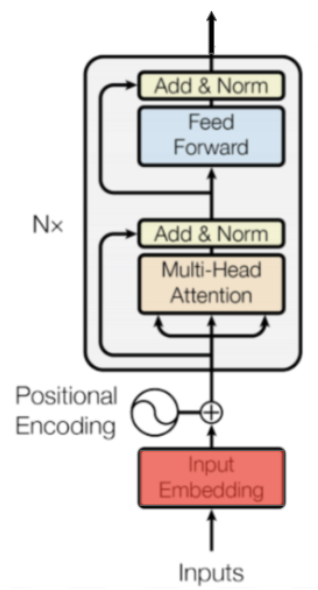 Add & Norm
Feed
Forward
Nx
Add & Norm
Multi-Head
Attention
Positional
Encoding
Input
Embedding
Inputs